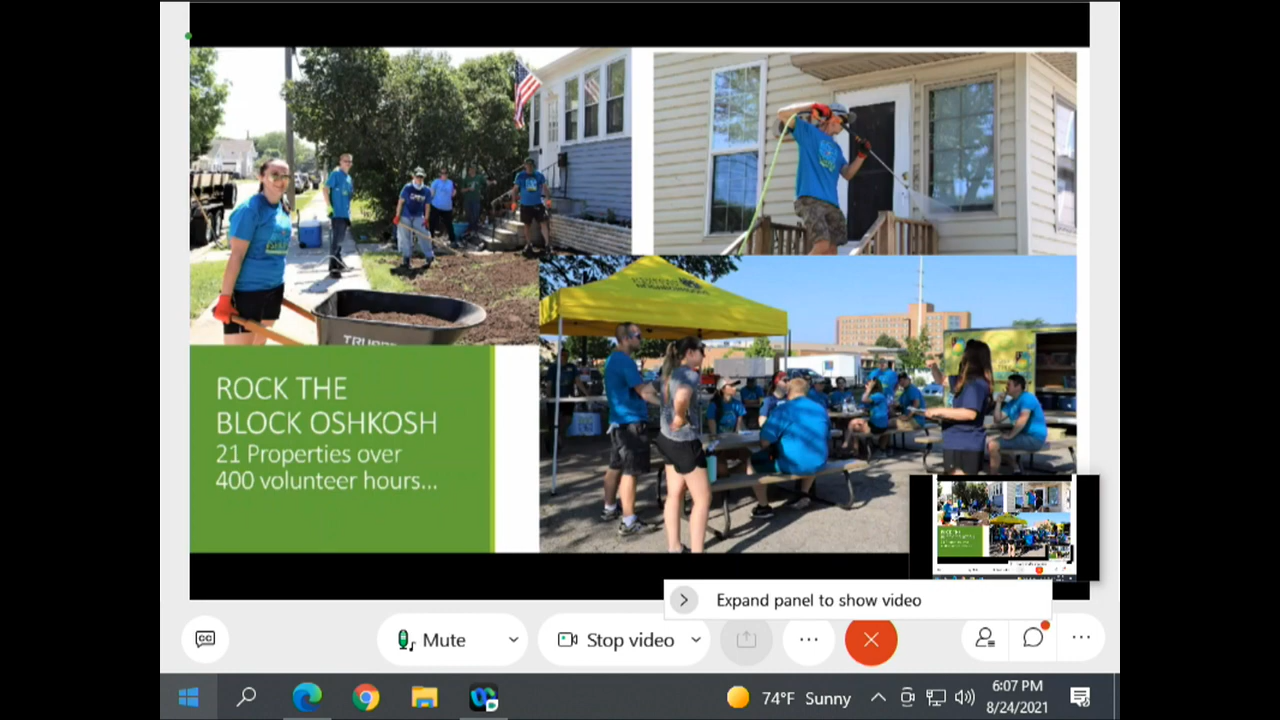 ROCK THE
BLOCK OSHKOSH
21 Properties over
400 volunteer hours...
Expand panel to show video
CC
Mute
Stop video
74°F Sunny
6:07 PM
8/24/2021